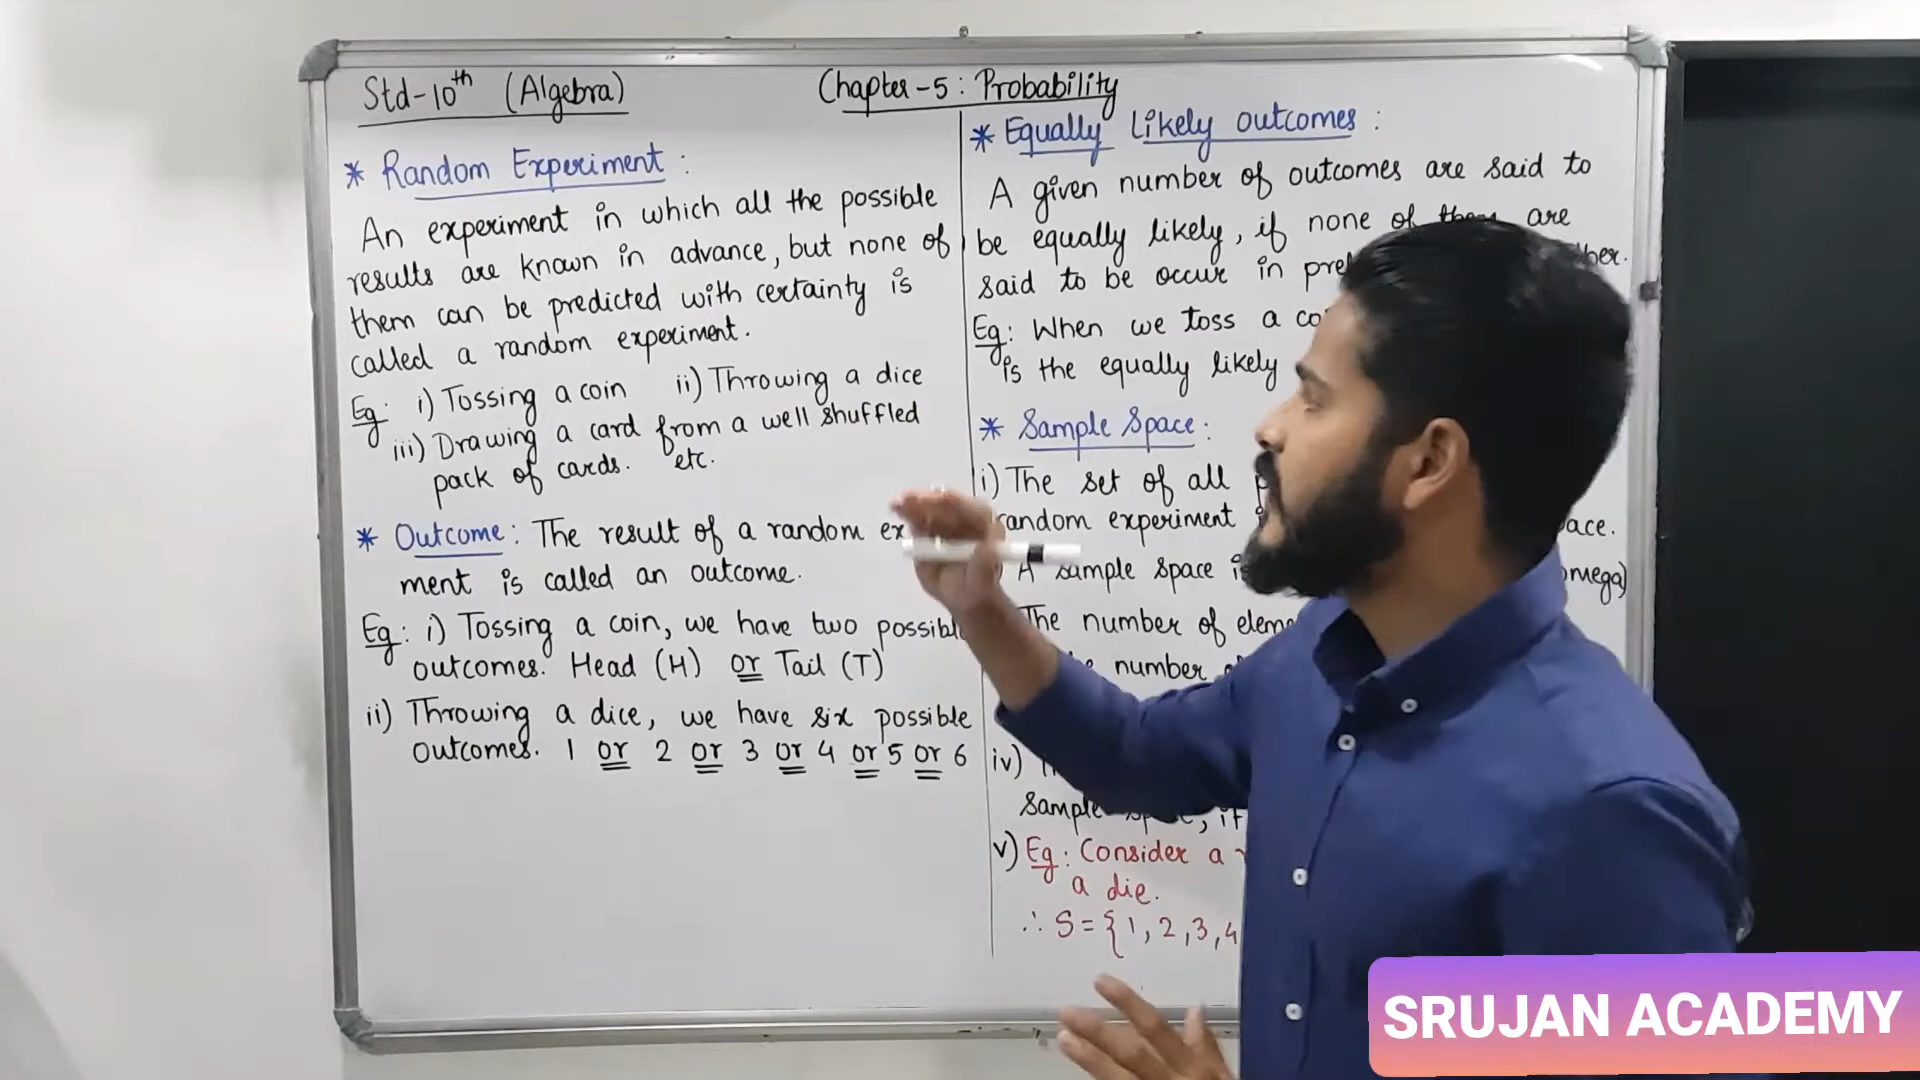 Std-10th (Algebra)
Chapter-5: Probability
* Random Experiment:
An experiment in which all the possible
results are known in advance, but none of
them can be predicted with certainty is
called a random experiment.
Eg: i) Tossing a coin ii) Throwing a dice
iii) Drawing a card from a well shuffled
pack of cards. etc.
* Outcome: The result of a random ex
ment is called an outcome.
Eg: i) Tossing a coin, we have two possible
outcomes. Head (H) or Tail (T)
ii) Throwing a dice, we have six possible
outcomes. 1 or 2 or 3 or 4 or 5 or 6
* Equally Likely outcomes:
A given number of outcomes are said to
be equally likely, if none of them are
said to be occur in
Eg: When we toss a
is the equally likely
* Sample Space:
i) The set of all
random experiment
A sample space omega)
The number of
number
iv)
Sample if
v) Eg: Consider a
a die.
∴ S = {1, 2, 3, 4
SRUJAN ACADEMY